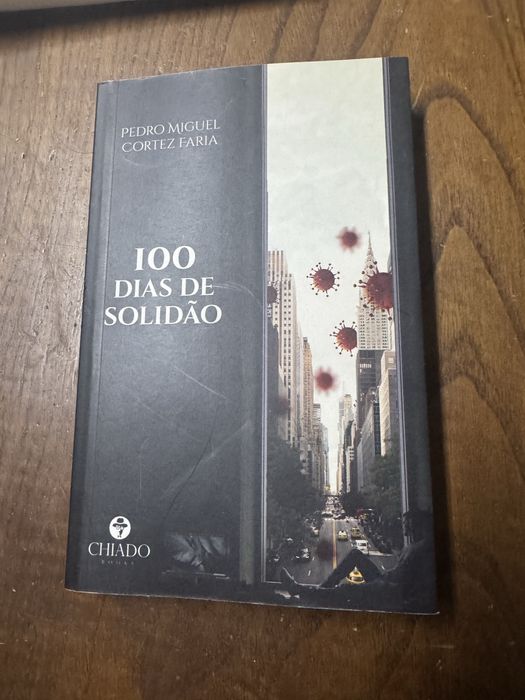 PEDRO MIGUEL
CORTEZ FARIA
100
DIAS DE
SOLIDÃO
CHIADO
BOOKS